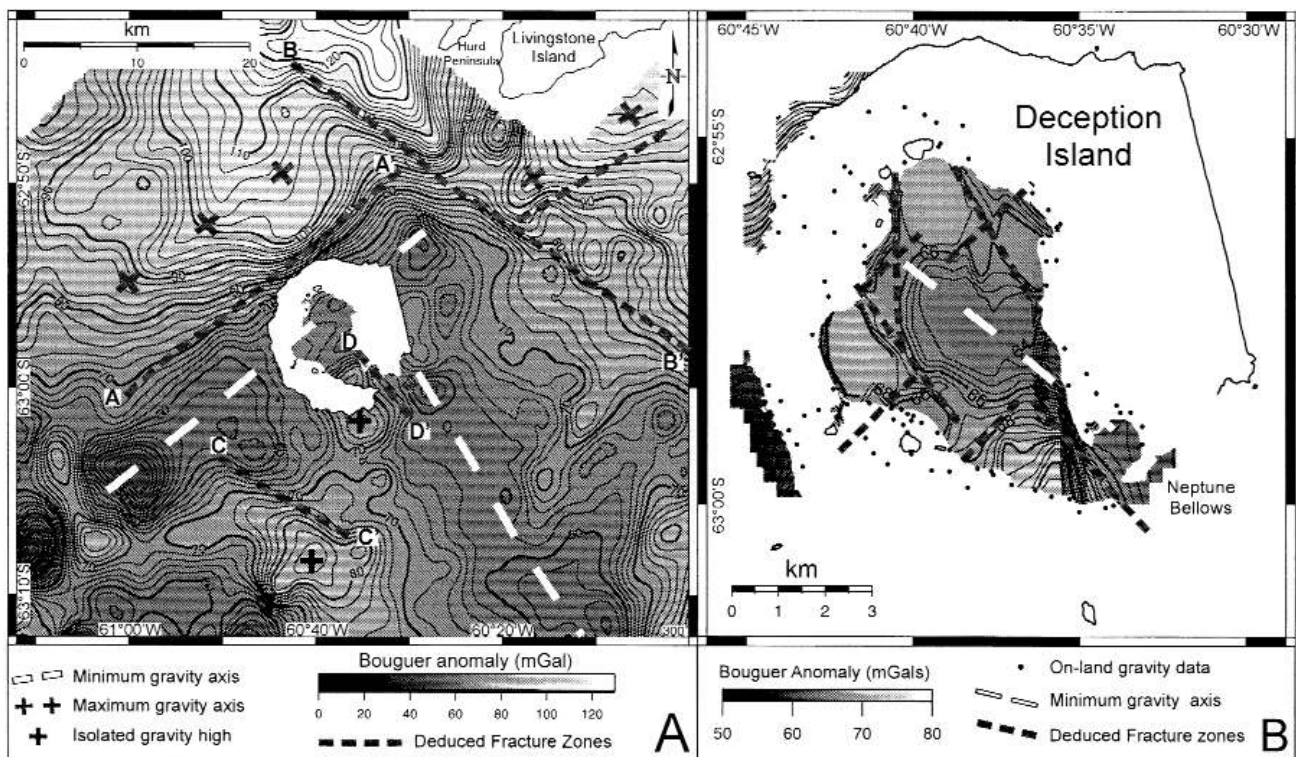 km
0 10 20
B
Hurd
Peninsula
Livingstone
Island
N
A'
A
B'
C
C'
D
D'
110
70
80
62°50'S
63°00'S
63°10'S
61°00'W
60°40'W
60°20'W
Minimum gravity axis
Maximum gravity axis
Isolated gravity high
Bouguer anomaly (mGal)
0 20 40 60 80 100 120
Deduced Fracture Zones
A
60°45'W
60°40'W
60°35'W
60°30'W
62°55'S
63°00'S
Deception
Island
Neptune
Bellows
km
0 1 2 3
Bouguer Anomaly (mGals)
50 60 70 80
On-land gravity data
Minimum gravity axis
Deduced Fracture zones
B